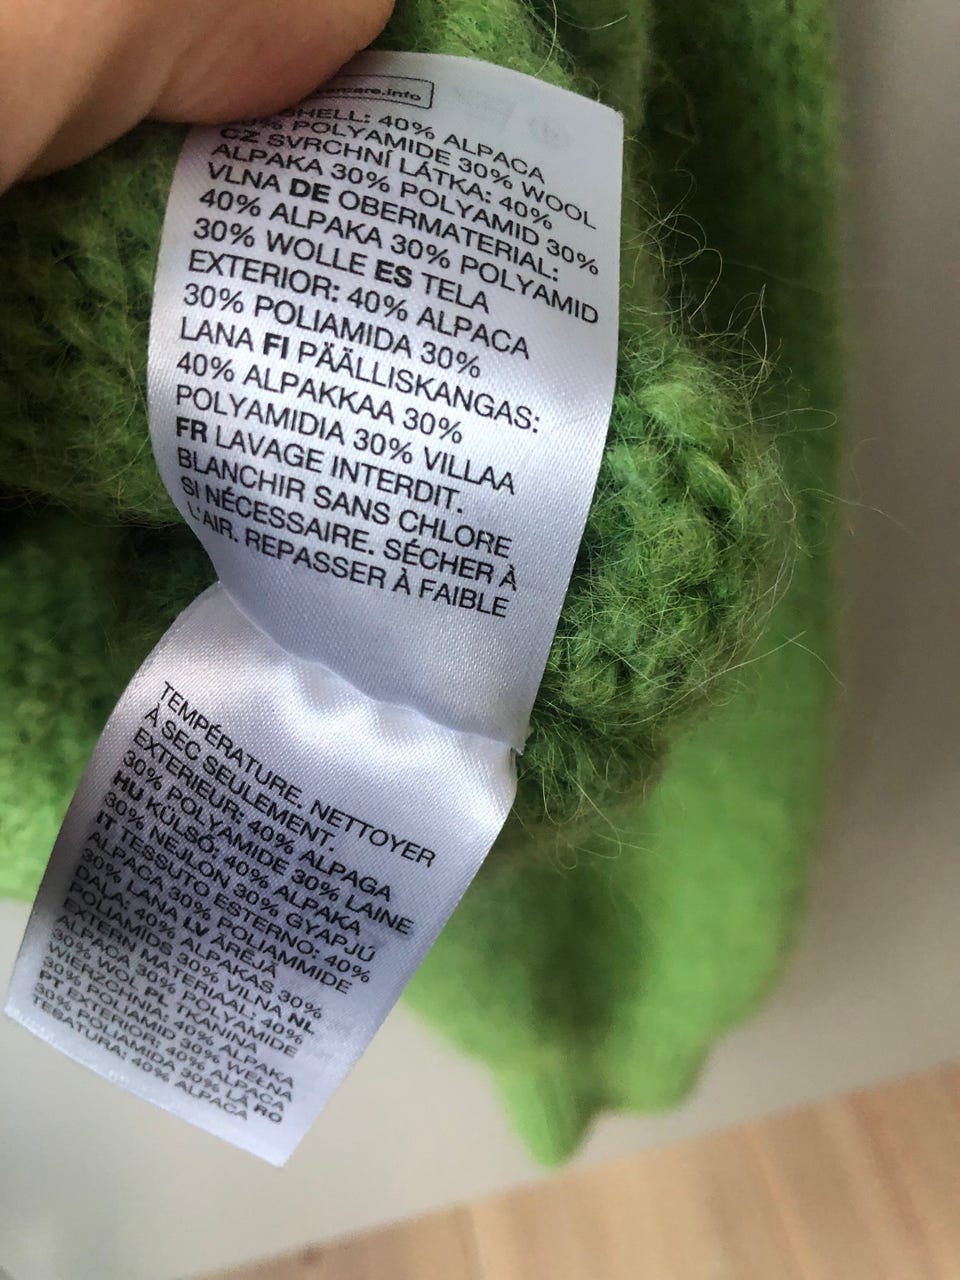 care.info
SHELL: 40% ALPACA
POLYAMIDE 30% WOOL
CZ SVRCHNÍ LÁTKA: 40%
ALPAKA 30% POLYAMID 30%
VLNA DE OBERMATERIAL:
40% ALPAKA 30% POLYAMID
30% WOLLE ES TELA
EXTERIOR: 40% ALPACA
30% POLIAMIDA 30%
LANA FI PÄÄLLISKANGAS:
40% ALPAKKAA 30%
POLYAMIDIA 30% VILLAA
FR LAVAGE INTERDIT.
BLANCHIR SANS CHLORE
SI NÉCESSAIRE. SÉCHER À
L'AIR. REPASSER À FAIBLE
TEMPÉRATURE. NETTOYER
À SEC SEULEMENT.
EXTERIEUR: 40% ALPAGA
30% POLYAMIDE 30% LAINE
HU KÜLSŐ: 40% ALPAKA
30% NEJLON 30% GYAPJÚ
IT TESSUTO ESTERNO: 40%
ALPACA 30% POLIAMMIDE
30% LANA LV ĀRĒJĀ
DAĻA: 40% ALPAKAS 30%
POLIAMĪDS 30% VILNA NL
EXTERN MATERIAAL: 40%
ALPACA 30% POLYAMIDE
30% WOL PL TKANINA
WIERZCHNIA: 40% ALPAKA
30% POLIAMID 30% WEŁNA
PT EXTERIOR: 40% ALPACA
30% POLIAMIDA 30% LÃ RO
ȚESĂTURA: 40% ALPACA